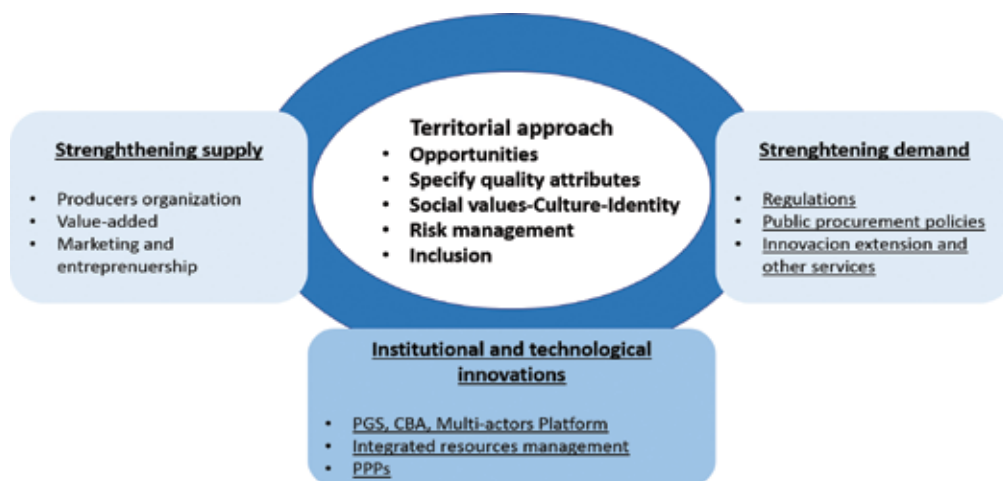 Territorial approach
• Opportunities
• Specify quality attributes
• Social values-Culture-Identity
• Risk management
• Inclusion
Strenghthening supply
• Producers organization
• Value-added
• Marketing and
entreprenuership
Strenghtening demand
• Regulations
• Public procurement policies
• Innovacion extension and
other services
Institutional and technological
innovations
• PGS, CBA, Multi-actors Platform
• Integrated resources management
• PPPs